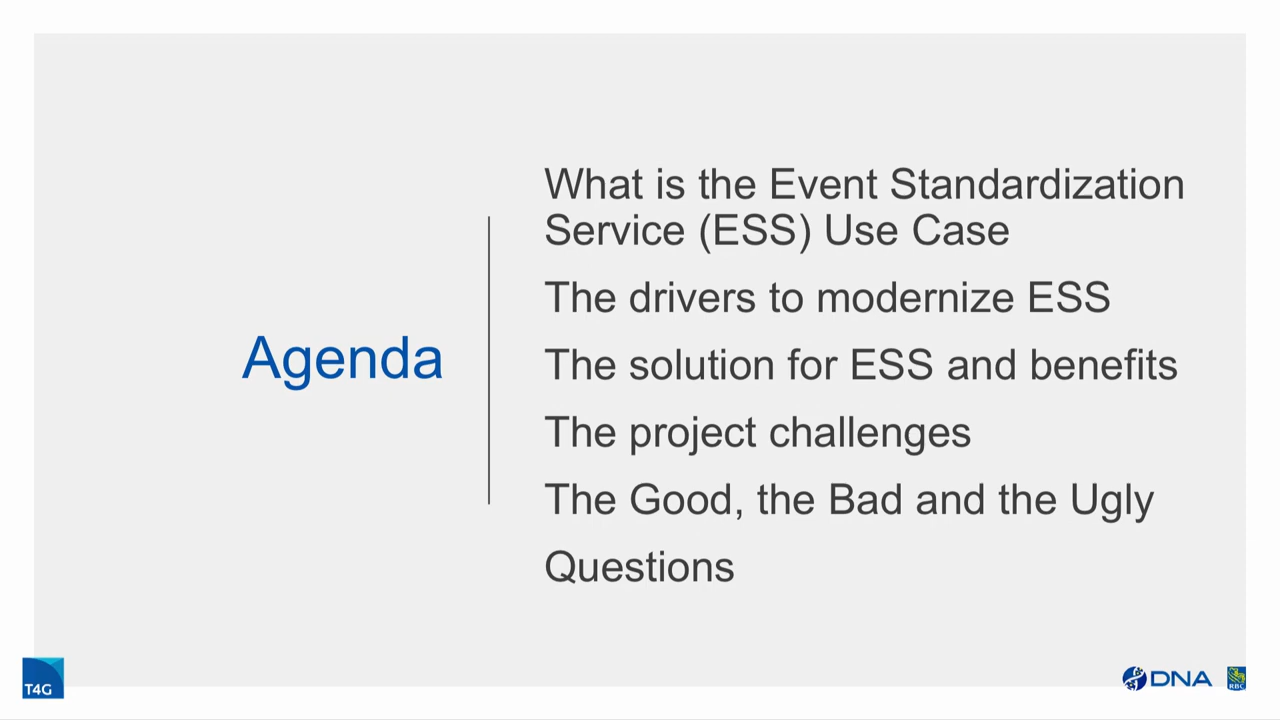 Agenda
What is the Event Standardization
Service (ESS) Use Case
The drivers to modernize ESS
The solution for ESS and benefits
The project challenges
The Good, the Bad and the Ugly
Questions
T4G
DNA
RBC